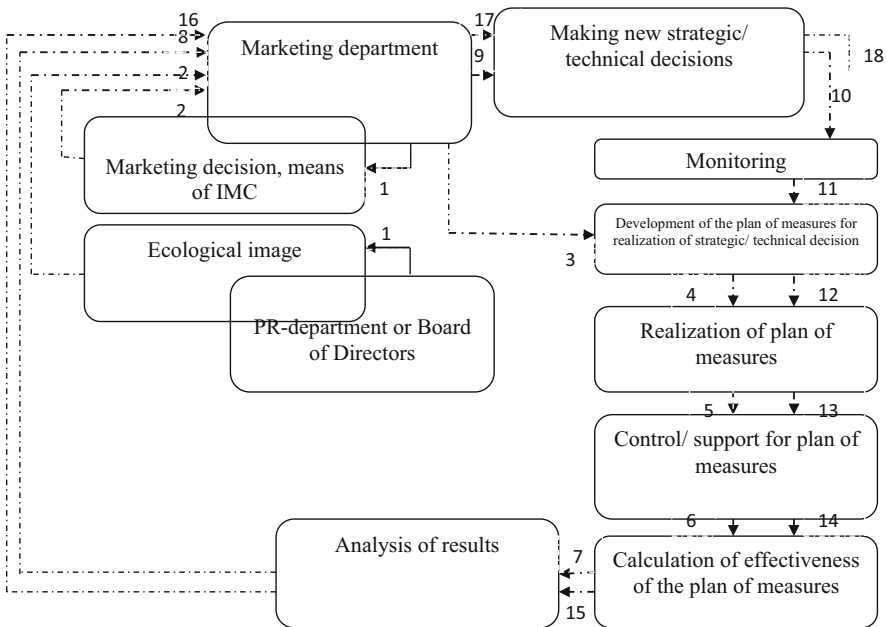 16
8
2
2
Marketing department
17
9
Making new strategic/
technical decisions
18
10
Marketing decision, means
of IMC
1
Monitoring
11
Development of the plan of measures for
realization of strategic/ technical decision
3
Ecological image
1
PR-department or Board
of Directors
4
12
Realization of plan of
measures
5
13
Control/ support for plan of
measures
6
14
Analysis of results
7
15
Calculation of effectiveness
of the plan of measures